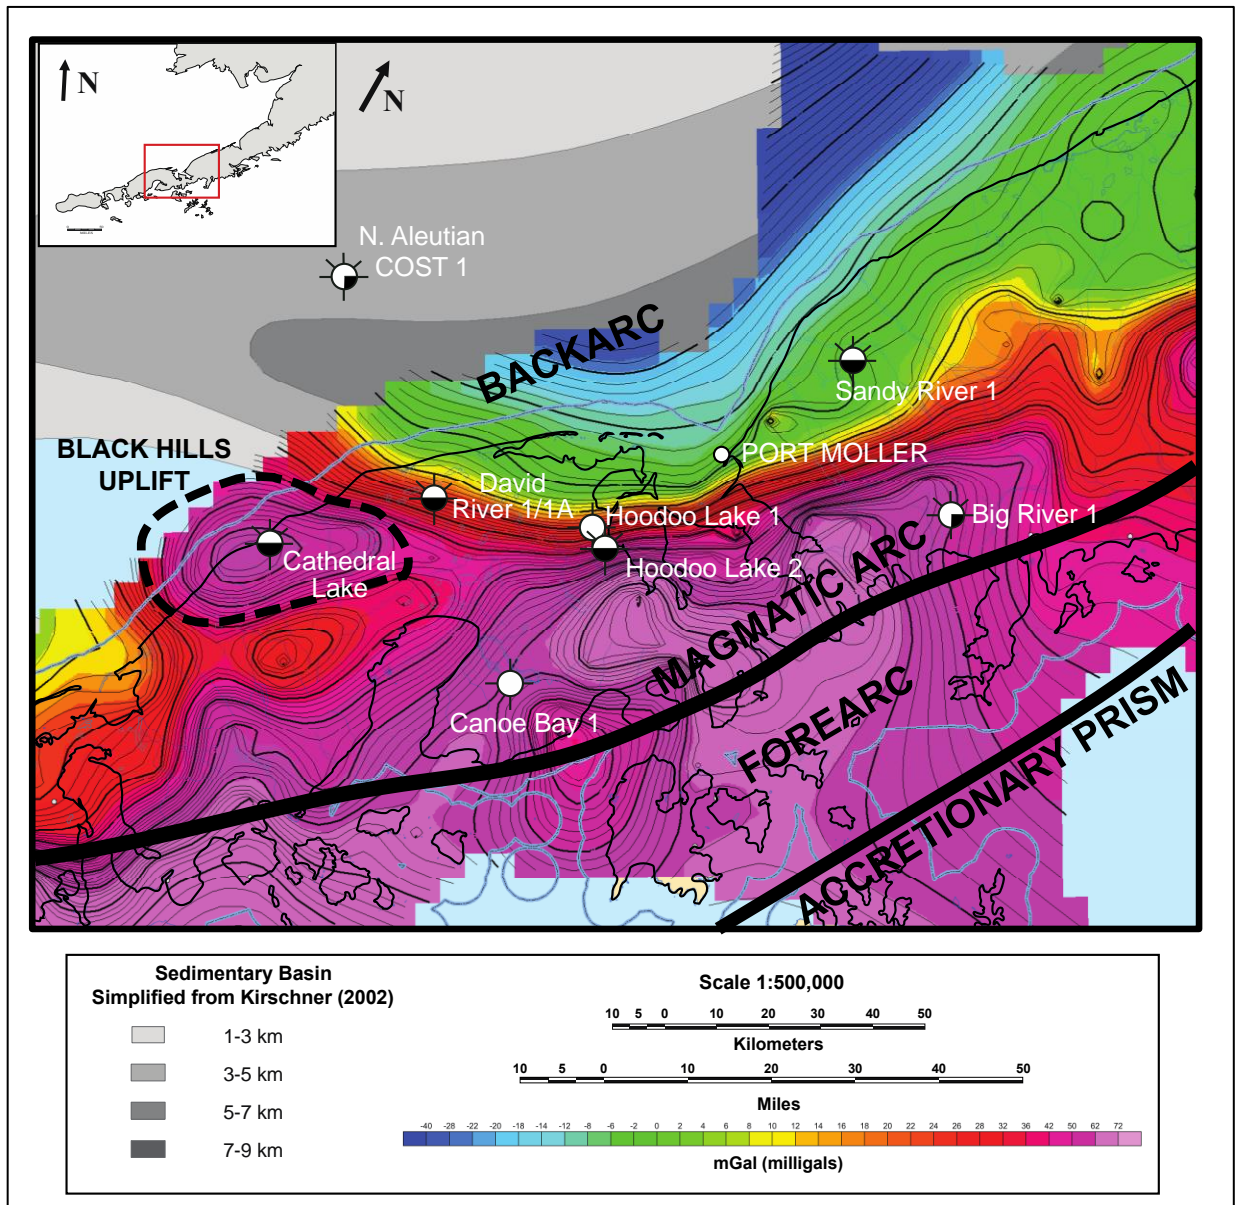 N
N
N. Aleutian
COST 1
BACKARC
Sandy River 1
BLACK HILLS
UPLIFT
PORT MOLLER
David
River 1/1A
Hoodoo Lake 1
Big River 1
Cathedral
Lake
Hoodoo Lake 2
MAGMATIC ARC
Canoe Bay 1
FOREARC
ACCRETIONARY PRISM
Sedimentary Basin
Simplified from Kirschner (2002)
1-3 km
3-5 km
5-7 km
7-9 km
Scale 1:500,000
10 5 0 10 20 30 40 50
Kilometers
10 5 0 10 20 30 40 50
Miles
-40 -28 -22 -20 -18 -14 -12 -8 -6 -2 0 2 4 6 8 10 12 14 16 18 20 22 24 26 28 32 36 42 50 62 72
mGal (milligals)